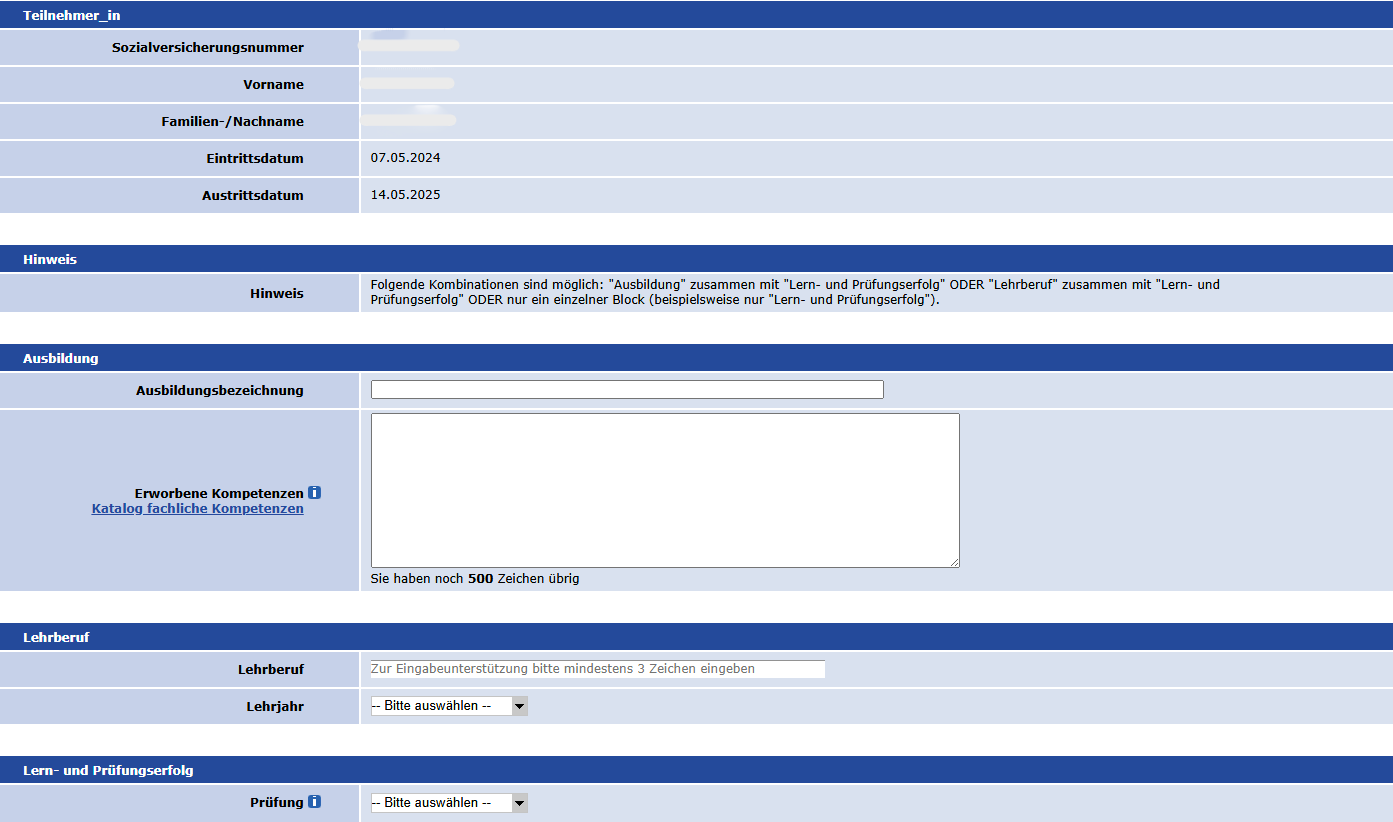 Teilnehmer_in
Sozialversicherungsnummer
Vorname
Familien-/Nachname
Eintrittsdatum 07.05.2024
Austrittsdatum 14.05.2025
Hinweis
Hinweis Folgende Kombinationen sind möglich: "Ausbildung" zusammen mit "Lern- und Prüfungserfolg" ODER "Lehrberuf" zusammen mit "Lern- und
Prüfungserfolg" ODER nur ein einzelner Block (beispielsweise nur "Lern- und Prüfungserfolg").
Ausbildung
Ausbildungsbezeichnung
Erworbene Kompetenzen i
Katalog fachliche Kompetenzen
Sie haben noch 500 Zeichen übrig
Lehrberuf
Lehrberuf Zur Eingabeunterstützung bitte mindestens 3 Zeichen eingeben
Lehrjahr -- Bitte auswählen --
Lern- und Prüfungserfolg
Prüfung i -- Bitte auswählen --